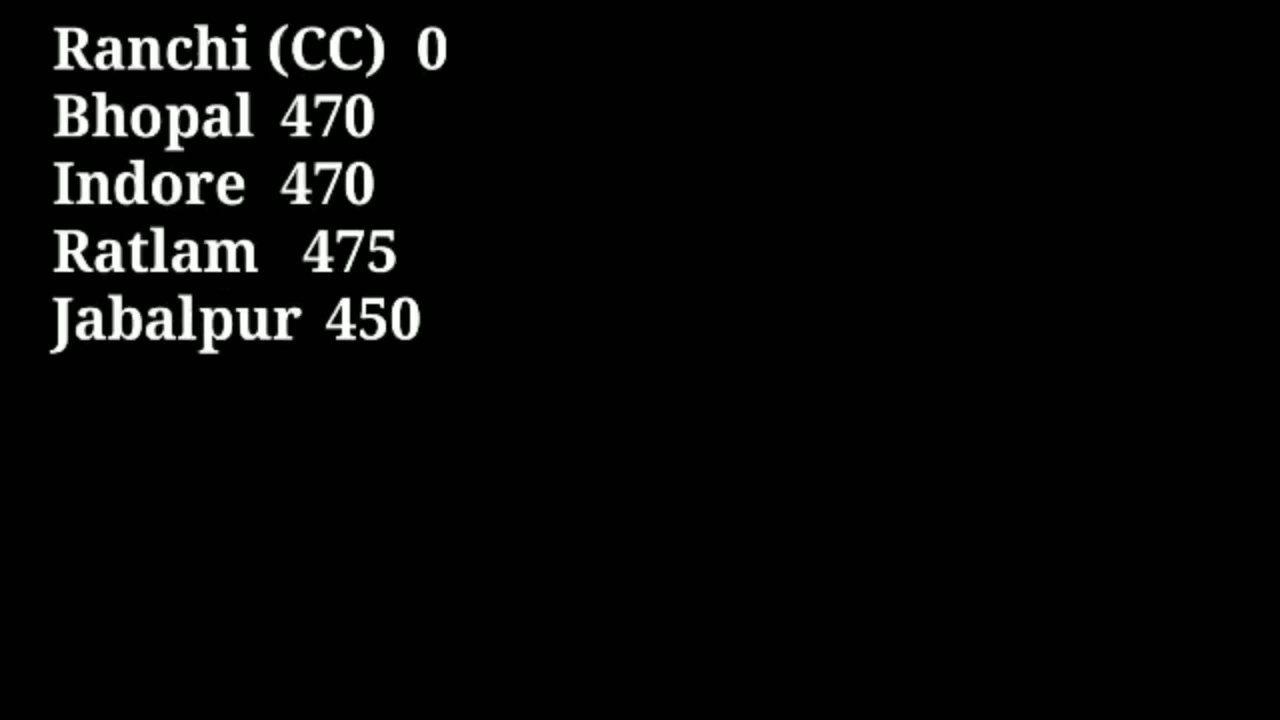 Ranchi (CC) 0
Bhopal 470
Indore 470
Ratlam 475
Jabalpur 450